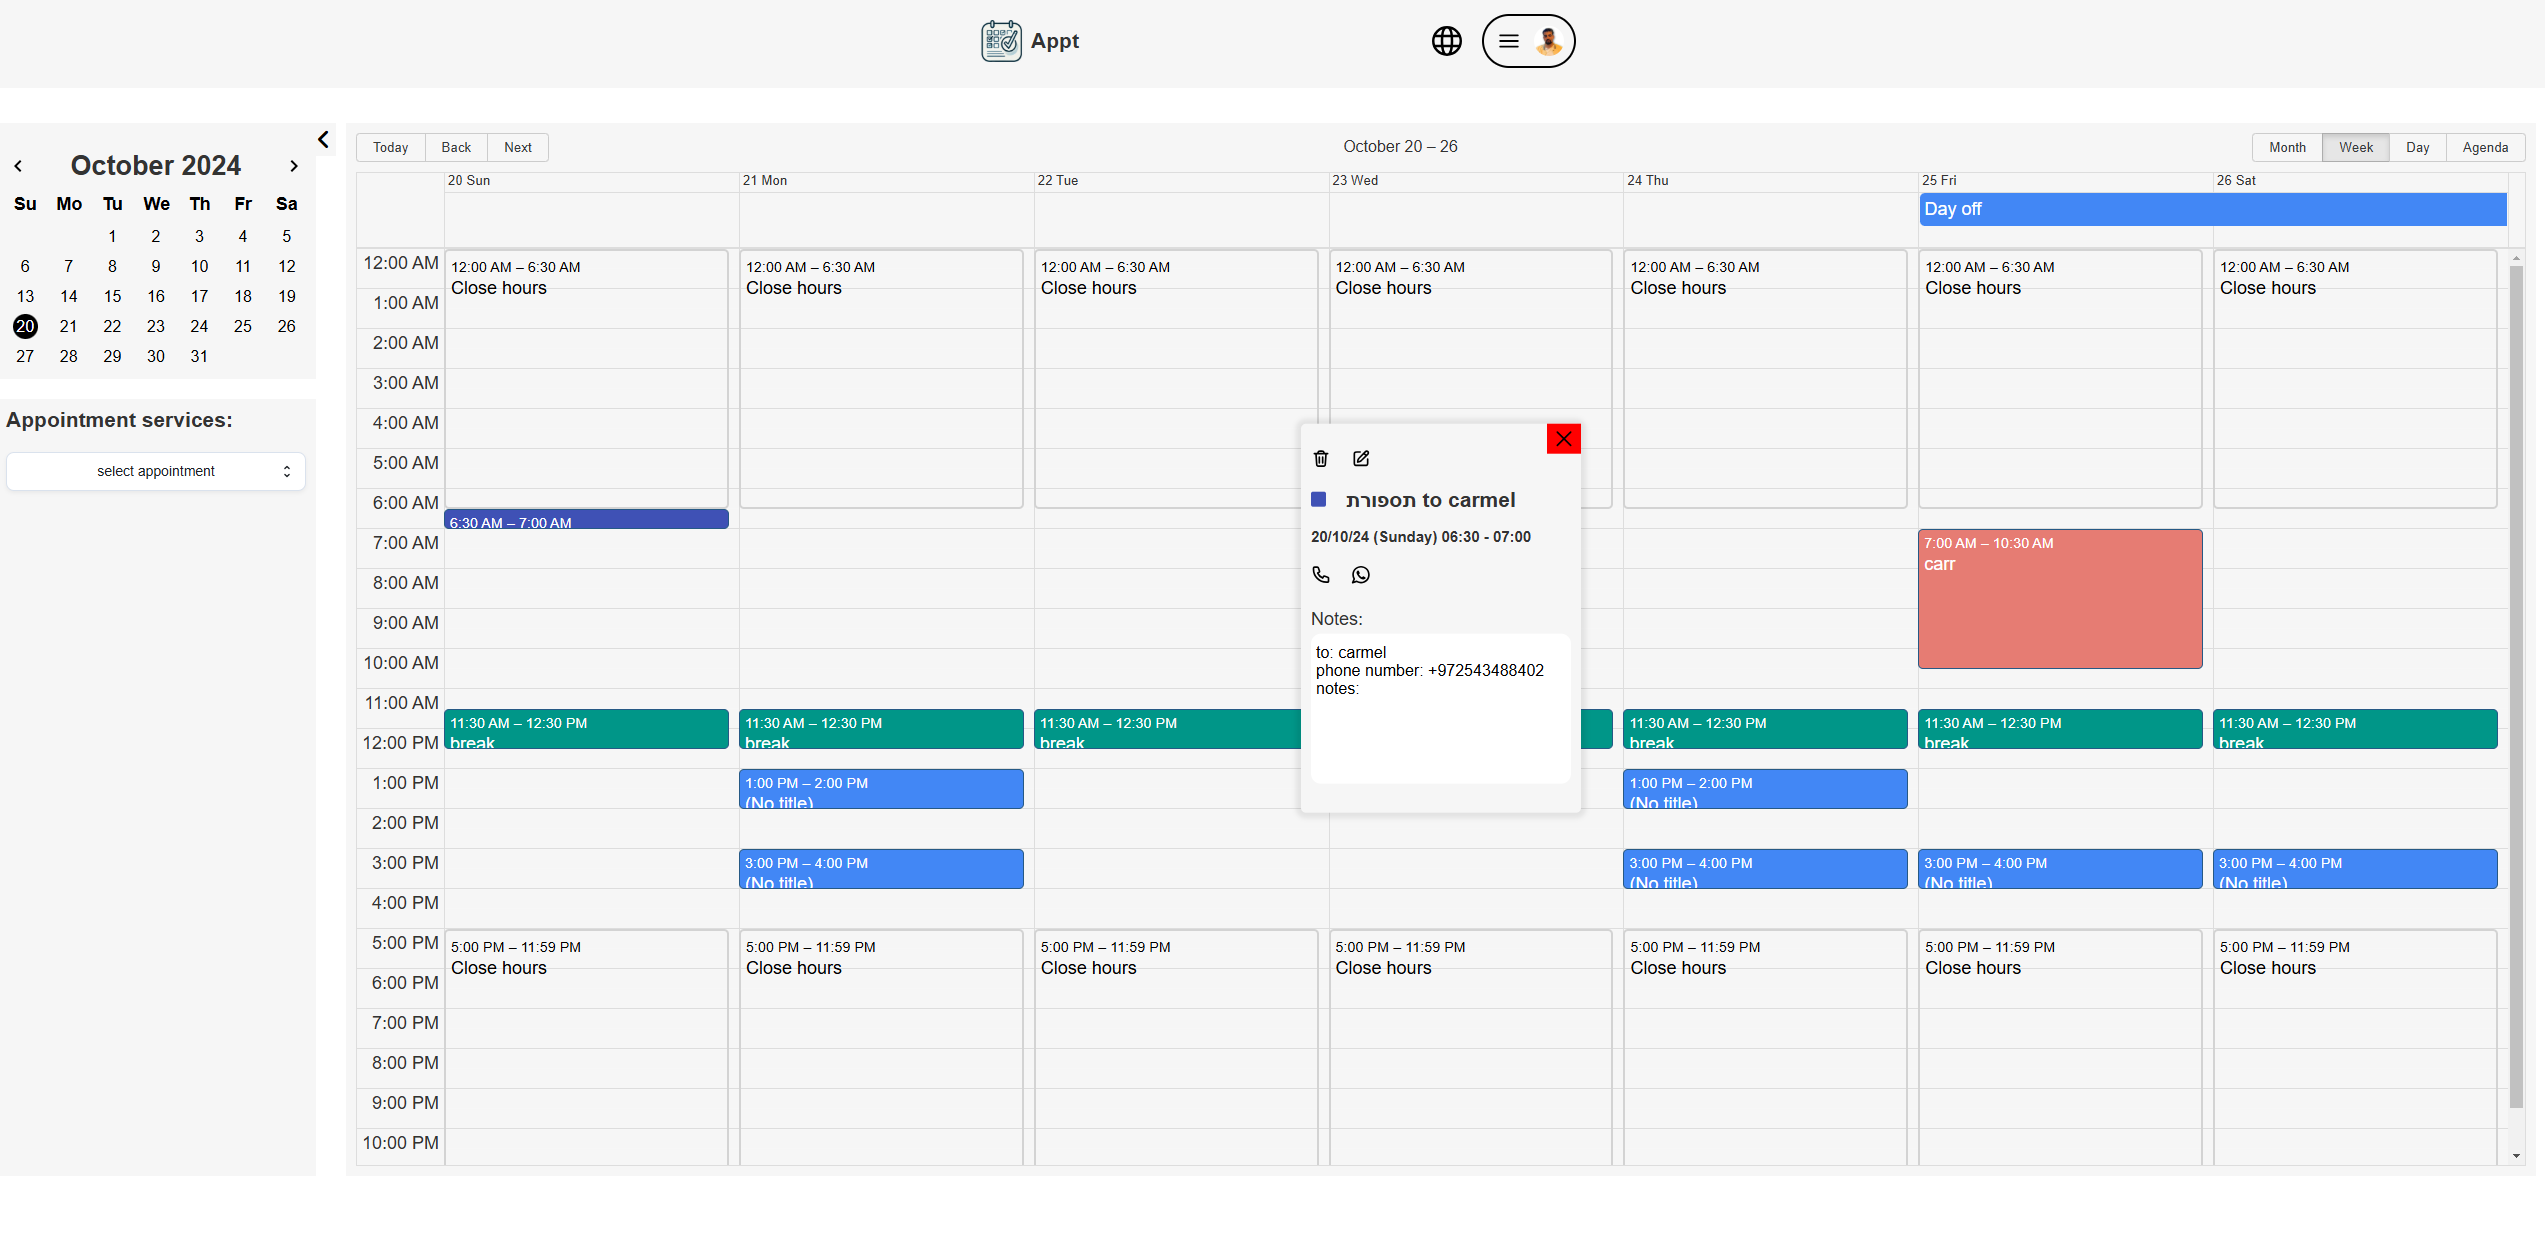 Appt
October 2024
Su Mo Tu We Th Fr Sa
1 2 3 4 5
6 7 8 9 10 11 12
13 14 15 16 17 18 19
20 21 22 23 24 25 26
27 28 29 30 31
Appointment services:
select appointment
Today Back Next
October 20 – 26
Month Week Day Agenda
20 Sun 21 Mon 22 Tue 23 Wed 24 Thu 25 Fri 26 Sat
Day off
12:00 AM
1:00 AM
2:00 AM
3:00 AM
4:00 AM
5:00 AM
6:00 AM
7:00 AM
8:00 AM
9:00 AM
10:00 AM
11:00 AM
12:00 PM
1:00 PM
2:00 PM
3:00 PM
4:00 PM
5:00 PM
6:00 PM
7:00 PM
8:00 PM
9:00 PM
10:00 PM
12:00 AM – 6:30 AM
Close hours
6:30 AM – 7:00 AM
11:30 AM – 12:30 PM
break
5:00 PM – 11:59 PM
Close hours
12:00 AM – 6:30 AM
Close hours
11:30 AM – 12:30 PM
break
1:00 PM – 2:00 PM
(No title)
3:00 PM – 4:00 PM
(No title)
5:00 PM – 11:59 PM
Close hours
12:00 AM – 6:30 AM
Close hours
11:30 AM – 12:30 PM
break
5:00 PM – 11:59 PM
Close hours
12:00 AM – 6:30 AM
Close hours
5:00 PM – 11:59 PM
Close hours
12:00 AM – 6:30 AM
Close hours
11:30 AM – 12:30 PM
break
1:00 PM – 2:00 PM
(No title)
3:00 PM – 4:00 PM
(No title)
5:00 PM – 11:59 PM
Close hours
12:00 AM – 6:30 AM
Close hours
7:00 AM – 10:30 AM
carr
11:30 AM – 12:30 PM
break
3:00 PM – 4:00 PM
(No title)
5:00 PM – 11:59 PM
Close hours
12:00 AM – 6:30 AM
Close hours
11:30 AM – 12:30 PM
break
3:00 PM – 4:00 PM
(No title)
5:00 PM – 11:59 PM
Close hours
תספורת to carmel
20/10/24 (Sunday) 06:30 - 07:00
Notes:
to: carmel
phone number: +972543488402
notes: